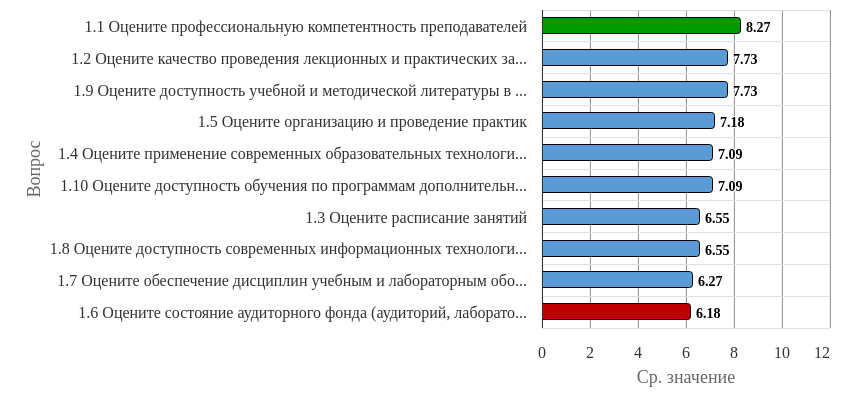 1.1 Оцените профессиональную компетентность преподавателей 8.27
1.2 Оцените качество проведения лекционных и практических за... 7.73
1.9 Оцените доступность учебной и методической литературы в ... 7.73
1.5 Оцените организацию и проведение практик 7.18
1.4 Оцените применение современных образовательных технологи... 7.09
1.10 Оцените доступность обучения по программам дополнительн... 7.09
1.3 Оцените расписание занятий 6.55
1.8 Оцените доступность современных информационных технологи... 6.55
1.7 Оцените обеспечение дисциплин учебным и лабораторным обо... 6.27
1.6 Оцените состояние аудиторного фонда (аудиторий, лаборато... 6.18
Вопрос
0 2 4 6 8 10 12
Ср. значение